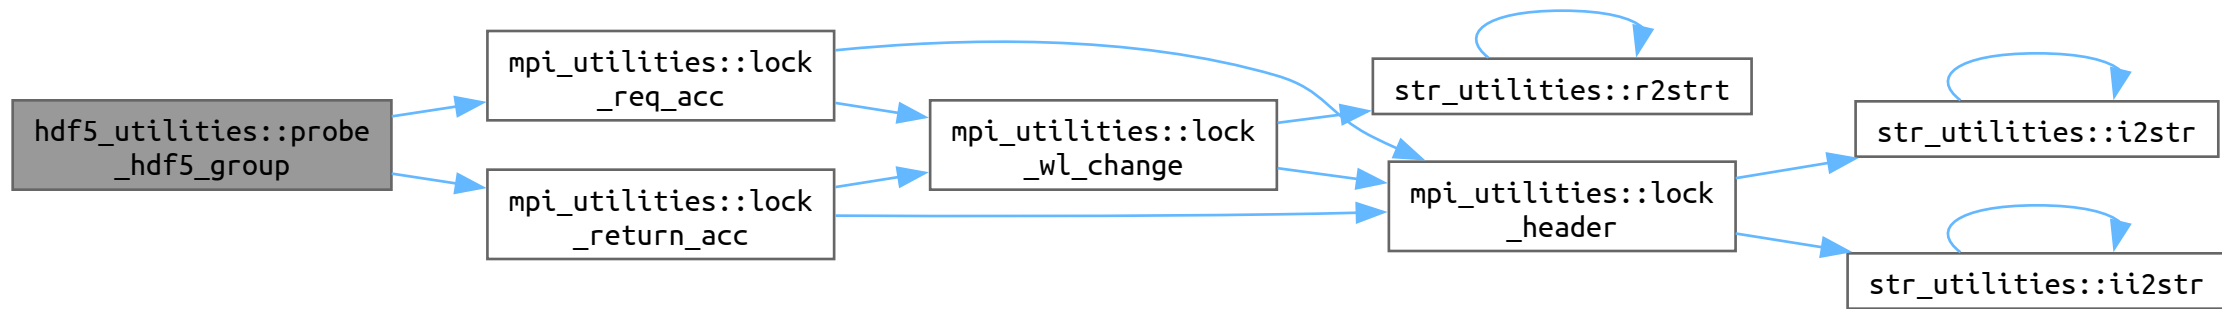 hdf5_utilities::probe
_hdf5_group
mpi_utilities::lock
_req_acc
mpi_utilities::lock
_return_acc
mpi_utilities::lock
_wl_change
str_utilities::r2strt
mpi_utilities::lock
_header
str_utilities::i2str
str_utilities::ii2str